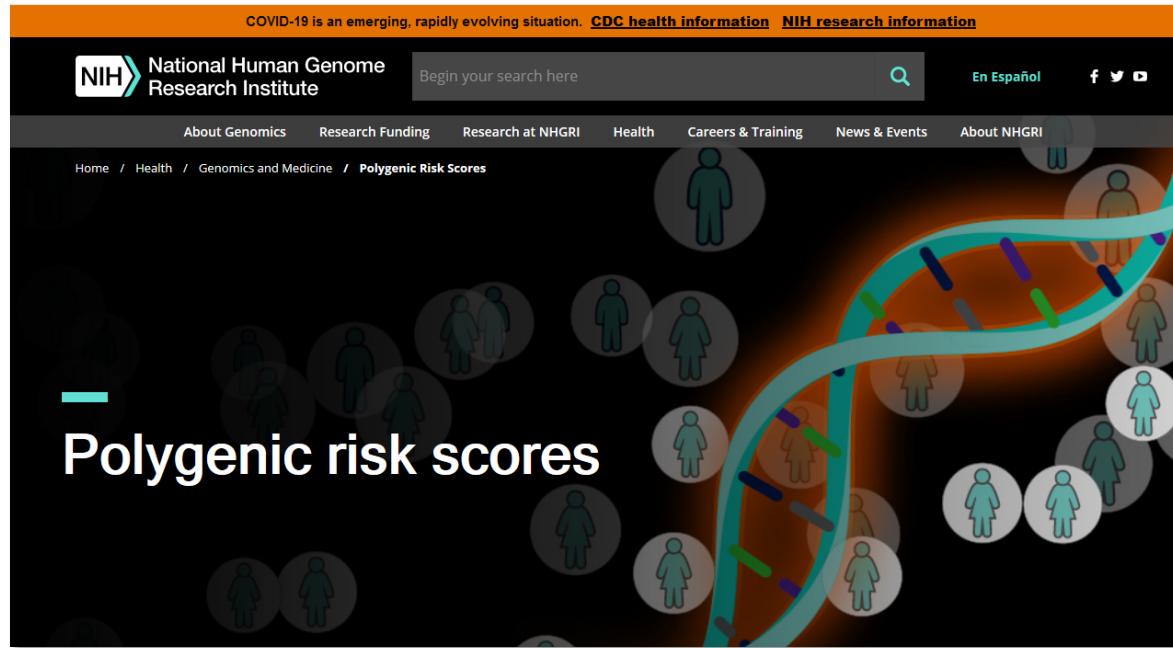 COVID-19 is an emerging, rapidly evolving situation. CDC health information NIH research information
NIH National Human Genome
Research Institute
Begin your search here
En Español
About Genomics Research Funding Research at NHGRI Health Careers & Training News & Events About NHGRI
Home / Health / Genomics and Medicine / Polygenic Risk Scores
Polygenic risk scores